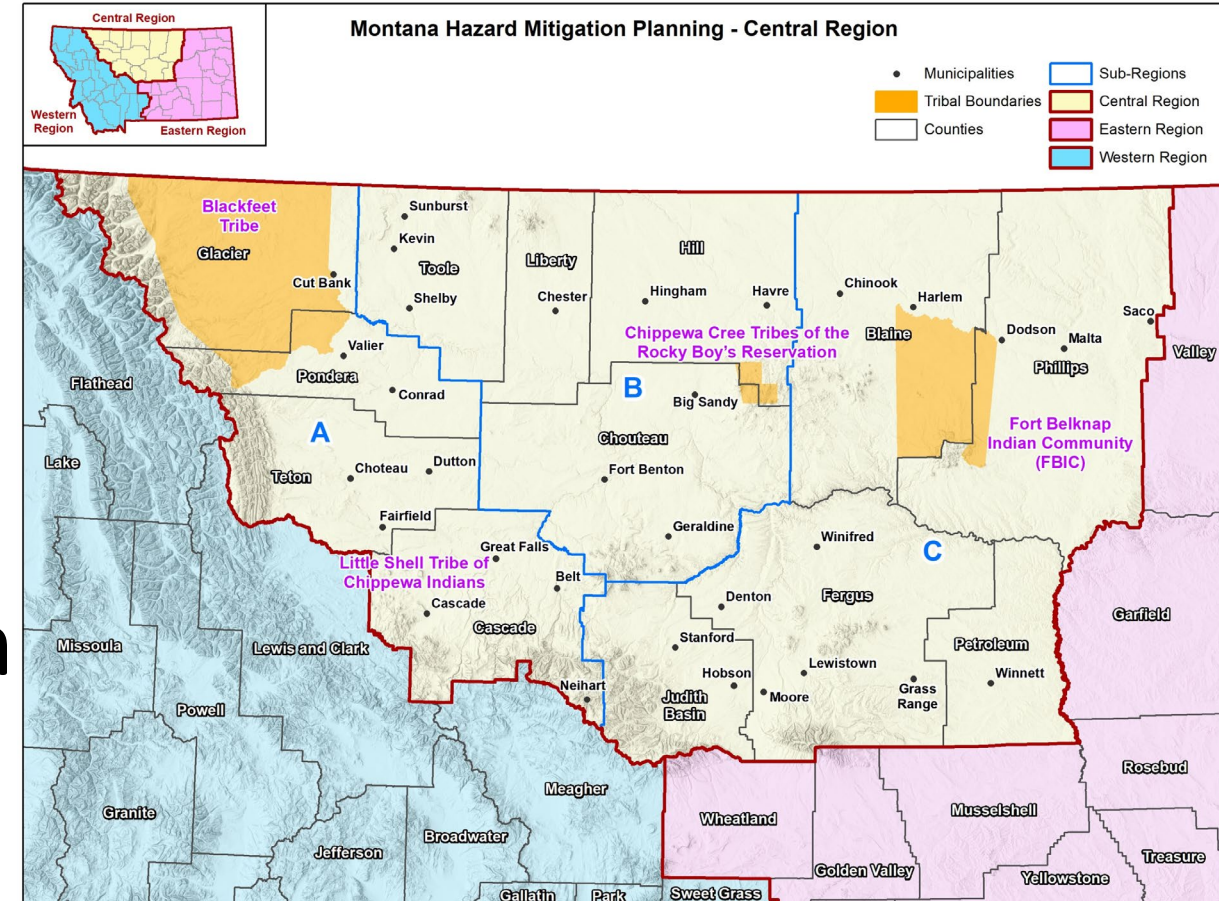 Central Region
Western
Region
Eastern Region
Montana Hazard Mitigation Planning - Central Region
Municipalities
Tribal Boundaries
Counties
Sub-Regions
Central Region
Eastern Region
Western Region
Blackfeet
Tribe
Glacier
Cut Bank
Sunburst
Kevin
Toole
Shelby
Liberty
Chester
Hill
Hingham
Havre
Chippewa Cree Tribes of the
Rocky Boy's Reservation
Chinook
Harlem
Blaine
Saco
Dodson
Malta
Phillips
Valley
Valier
Pondera
Conrad
Flathead
Lake
A
Teton
Choteau
Dutton
Fairfield
B
Big Sandy
Chouteau
Fort Benton
Geraldine
Fort Belknap
Indian Community
(FBIC)
Great Falls
Little Shell Tribe of
Chippewa Indians
Belt
Cascade
Cascade
Neihart
Winifred
C
Denton
Fergus
Stanford
Hobson
Judith
Basin
Moore
Lewistown
Grass
Range
Petroleum
Winnett
Garfield
Missoula
Lewis and Clark
Powell
Granite
Jefferson
Broadwater
Meagher
Gallatin
Park
Sweet Grass
Wheatland
Golden Valley
Musselshell
Yellowstone
Rosebud
Treasure